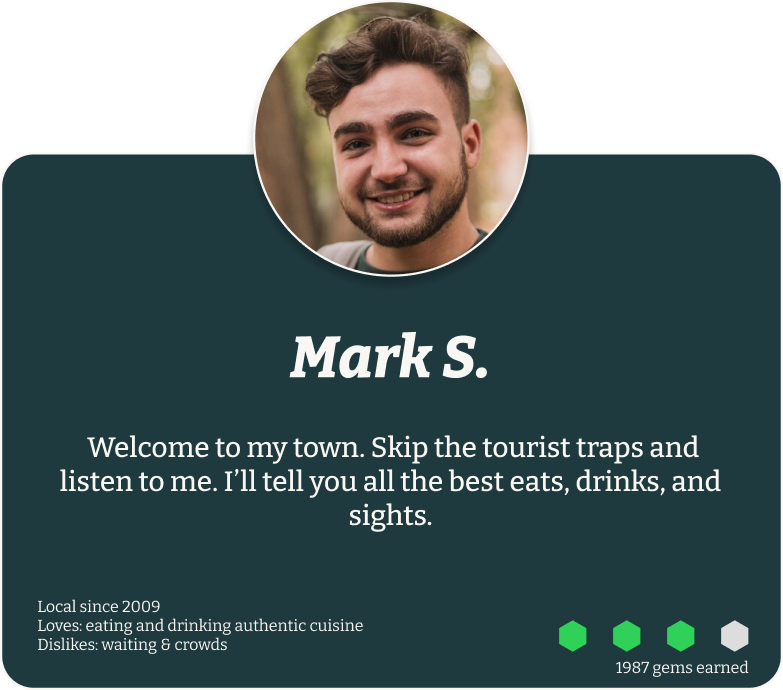 Mark S.
Welcome to my town. Skip the tourist traps and
listen to me. I’ll tell you all the best eats, drinks, and
sights.
Local since 2009
Loves: eating and drinking authentic cuisine
Dislikes: waiting & crowds
1987 gems earned